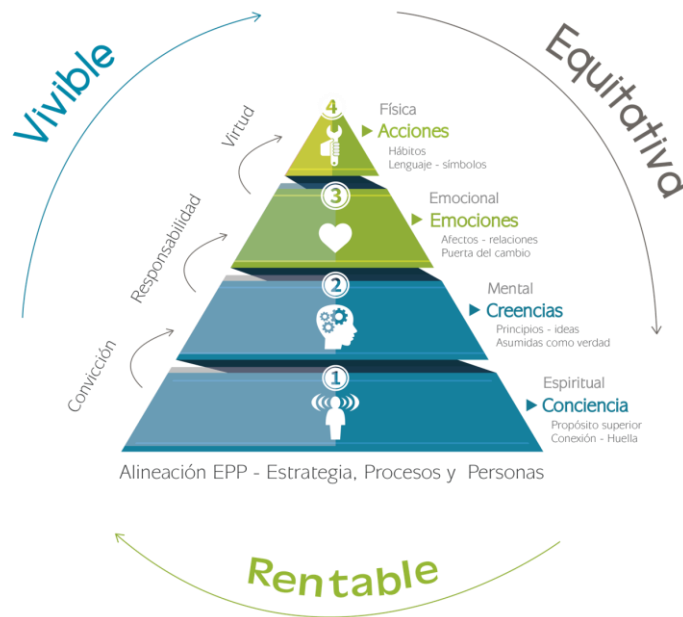 Vivible
Equitativa
Virtud
4
Física
Acciones
Hábitos
Lenguaje - símbolos
Responsabilidad
3
Emocional
Emociones
Afectos - relaciones
Puerta del cambio
Convicción
2
Mental
Creencias
Principios - ideas
Asumidas como verdad
1
Espiritual
Conciencia
Propósito superior
Conexión - Huella
Alineación EPP - Estrategia, Procesos y Personas
Rentable